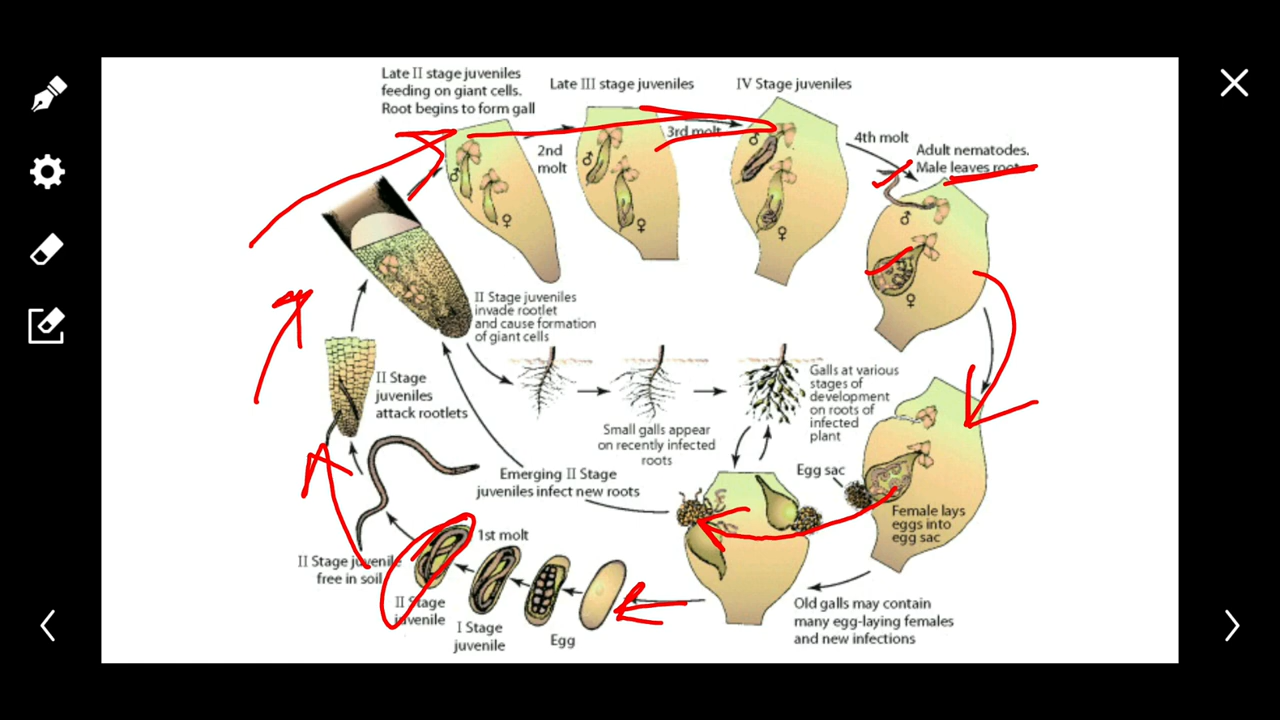 Late II stage juveniles
feeding on giant cells.
Root begins to form gall
Late III stage juveniles
IV Stage juveniles
2nd
molt
3rd molt
4th molt
Adult nematodes.
Male leaves root
♂
♀
♂
♀
♂
♀
♂
♀
II Stage juveniles
invade rootlet
and cause formation
of giant cells
II Stage
juveniles
attack rootlets
Small galls appear
on recently infected
roots
Galls at various
stages of
development
on roots of
infected
plant
Emerging II Stage
juveniles infect new roots
Egg sac
Female lays
eggs into
egg sac
Old galls may contain
many egg-laying females
and new infections
1st molt
II Stage juvenile
free in soil
II Stage
juvenile
I Stage
juvenile
Egg